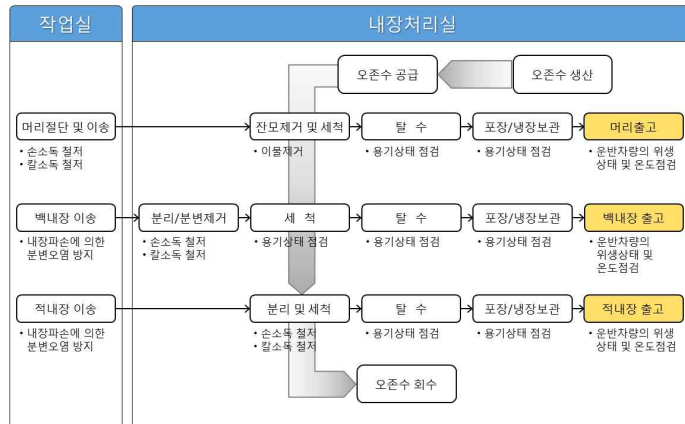 작업실
내장처리실
오존수 공급
오존수 생산
머리절단 및 이송
잔모제거 및 세척
탈 수
포장/냉장보관
머리출고
• 손소독 철저
• 칼소독 철저
• 이물제거
• 용기상태 점검
• 용기상태 점검
• 운반차량의 위생
상태 및 온도점검
백내장 이송
분리/분변제거
세 척
탈 수
포장/냉장보관
백내장 출고
• 내장파손에 의한
분변오염 방지
• 손소독 철저
• 칼소독 철저
• 용기상태 점검
• 용기상태 점검
• 용기상태 점검
• 운반차량의
위생상태 및
온도점검
적내장 이송
분리 및 세척
탈 수
포장/냉장보관
적내장 출고
• 내장파손에 의한
분변오염 방지
• 손소독 철저
• 칼소독 철저
• 용기상태 점검
• 용기상태 점검
• 운반차량의 위생
상태 및 온도점검
오존수 회수